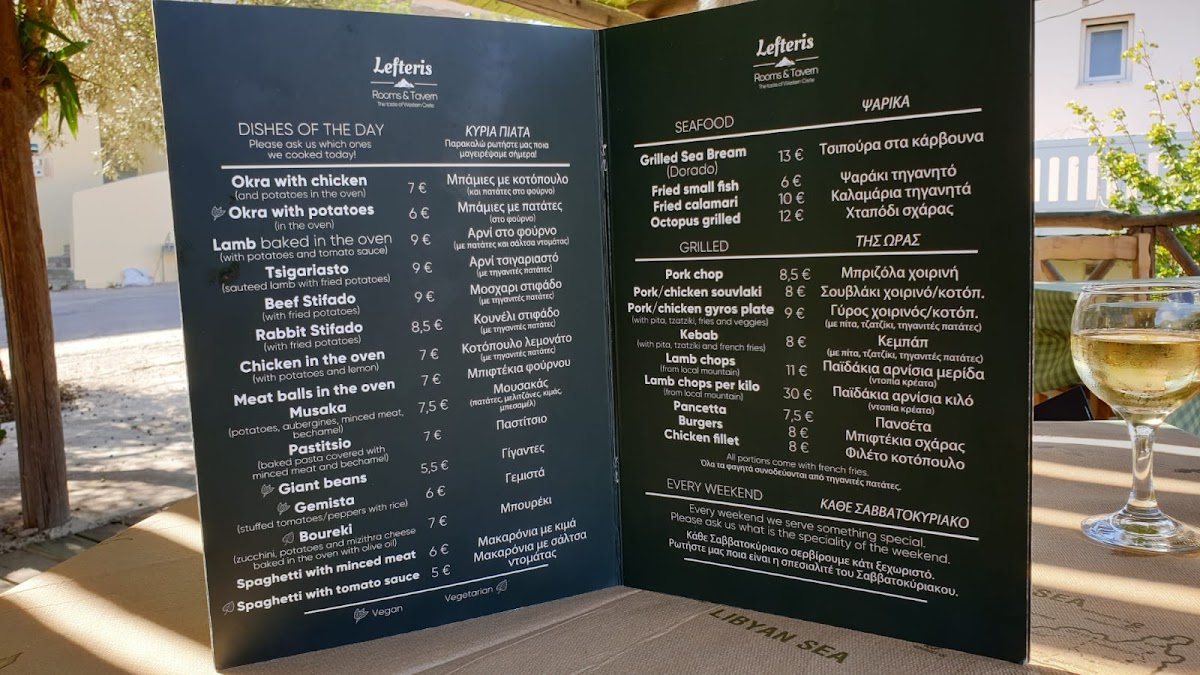 Lefteris
Rooms & Tavern
The taste of Western Crete
DISHES OF THE DAY
Please ask us which ones
we cooked today!
ΚΥΡΙΑ ΠΙΑΤΑ
Παρακαλώ ρωτήστε μας ποια
μαγειρέψαμε σήμερα!
Okra with chicken 7 € Μπάμιες με κοτόπουλο
(and potatoes in the oven) (και πατάτες στο φούρνο)
Okra with potatoes 6 € Μπάμιες με πατάτες
(in the oven) (στο φούρνο)
Lamb baked in the oven 9 € Αρνί στο φούρνο
(with potatoes and tomato sauce) (με πατάτες και σάλτσα ντομάτας)
Tsigariasto 9 € Αρνί τσιγαριαστό
(sauteed lamb with fried potatoes) (με τηγανιτές πατάτες)
Beef Stifado 9 € Μοσχαρι στιφάδο
(with fried potatoes) (με τηγανιτές πατάτες)
Rabbit Stifado 8,5 € Κουνέλι στιφάδο
(with fried potatoes) (με τηγανιτές πατάτες)
Chicken in the oven 7 € Κοτόπουλο λεμονάτο
(with potatoes and lemon) (με τηγανιτές πατάτες)
Meat balls in the oven 7 € Μπιφτέκια φούρνου
Musaka 7,5 € Μουσακάς
(potatoes, aubergines, minced meat,
bechamel)
(πατάτες, μελιτζάνες, κιμάς,
μπεσαμέλ)
Pastitsio 7 € Παστίτσιο
(baked pasta covered with
minced meat and bechamel)
Giant beans 5,5 € Γίγαντες
Gemista 6 € Γεμιστά
(stuffed tomatoes/peppers with rice)
Boureki 7 € Μπουρέκι
(zucchini, potatoes and mizithra cheese
baked in the oven with olive oil)
Spaghetti with minced meat 6 € Μακαρόνια με κιμά
Spaghetti with tomato sauce 5 € Μακαρόνια με σάλτσα
ντομάτας
Vegan Vegetarian
Lefteris
Rooms & Tavern
The taste of Western Crete
SEAFOOD ΨΑΡΙΚΑ
Grilled Sea Bream 13 € Τσιπούρα στα κάρβουνα
(Dorado)
Fried small fish 6 € Ψαράκι τηγανητό
Fried calamari 10 € Καλαμάρια τηγανητά
Octopus grilled 12 € Χταπόδι σχάρας
GRILLED ΤΗΣ ΩΡΑΣ
Pork chop 8,5 € Μπριζόλα χοιρινή
Pork/chicken souvlaki 8 € Σουβλάκι χοιρινό/κοτόπ.
Pork/chicken gyros plate 9 € Γύρος χοιρινός/κοτόπ.
(with pita, tzatziki, fries and veggies) (με πίτα, τζατζίκι, τηγανιτές πατάτες)
Kebab 8 € Κεμπάπ
(with pita, tzatziki and french fries) (με πίτα, τζατζίκι, τηγανιτές πατάτες)
Lamb chops 11 € Παϊδάκια αρνίσια μερίδα
(from local mountain) (ντοπία κρέατα)
Lamb chops per kilo 30 € Παϊδάκια αρνίσια κιλό
(from local mountain) (ντοπία κρέατα)
Pancetta 7,5 € Πανσέτα
Burgers 8 € Μπιφτέκια σχάρας
Chicken fillet 8 € Φιλέτο κοτόπουλο
All portions come with french fries.
Όλα τα φαγητά συνοδεύονται από τηγανιτές πατάτες.
EVERY WEEKEND ΚΑΘΕ ΣΑΒΒΑΤΟΚΥΡΙΑΚΟ
Every weekend we serve something special.
Please ask us what is the speciality of the weekend.
Κάθε Σαββατοκύριακο σερβίρουμε κάτι ξεχωριστό.
Ρωτήστε μας ποια είναι η σπεσιαλιτέ του Σαββατοκύριακου.
LIBYAN SEA
SEA